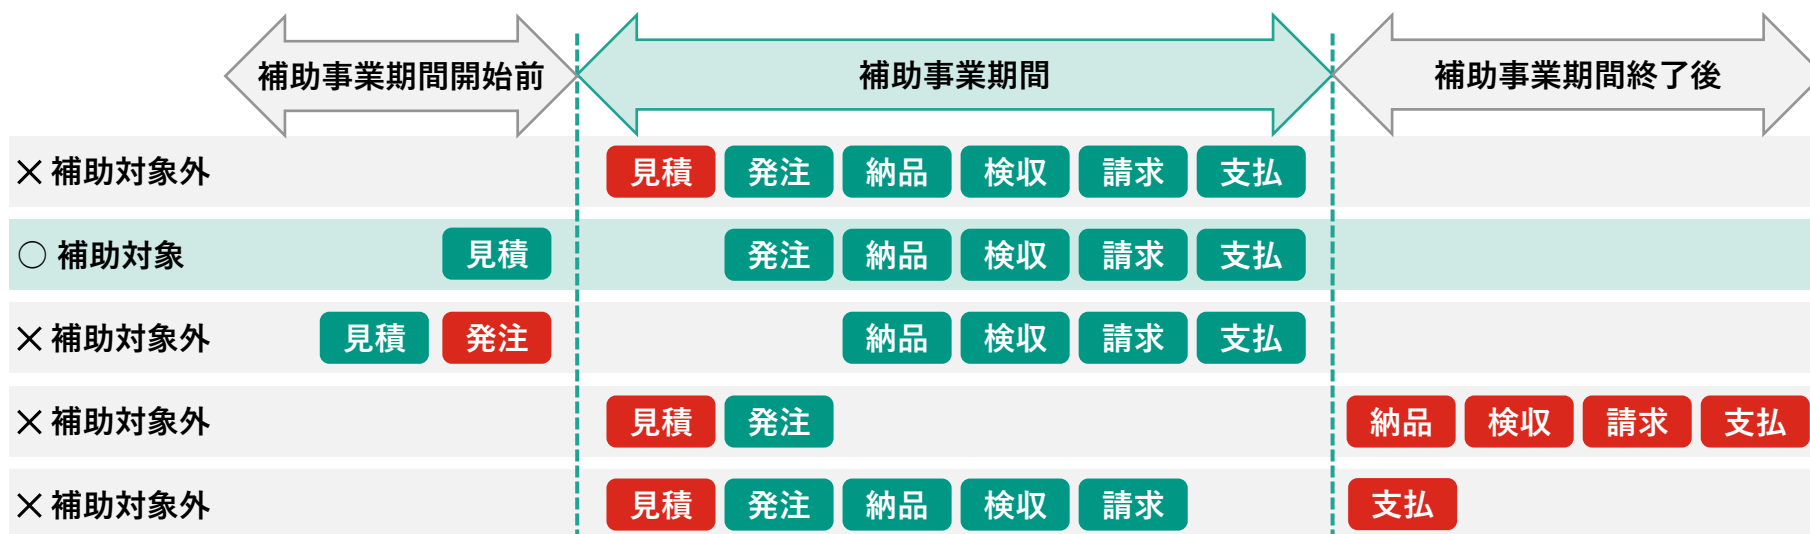 補助事業期間開始前 補助事業期間 補助事業期間終了後
× 補助対象外 見積 発注 納品 検収 請求 支払
○ 補助対象 見積 発注 納品 検収 請求 支払
× 補助対象外 見積 発注 納品 検収 請求 支払
× 補助対象外 見積 発注 納品 検収 請求 支払
× 補助対象外 見積 発注 納品 検収 請求 支払